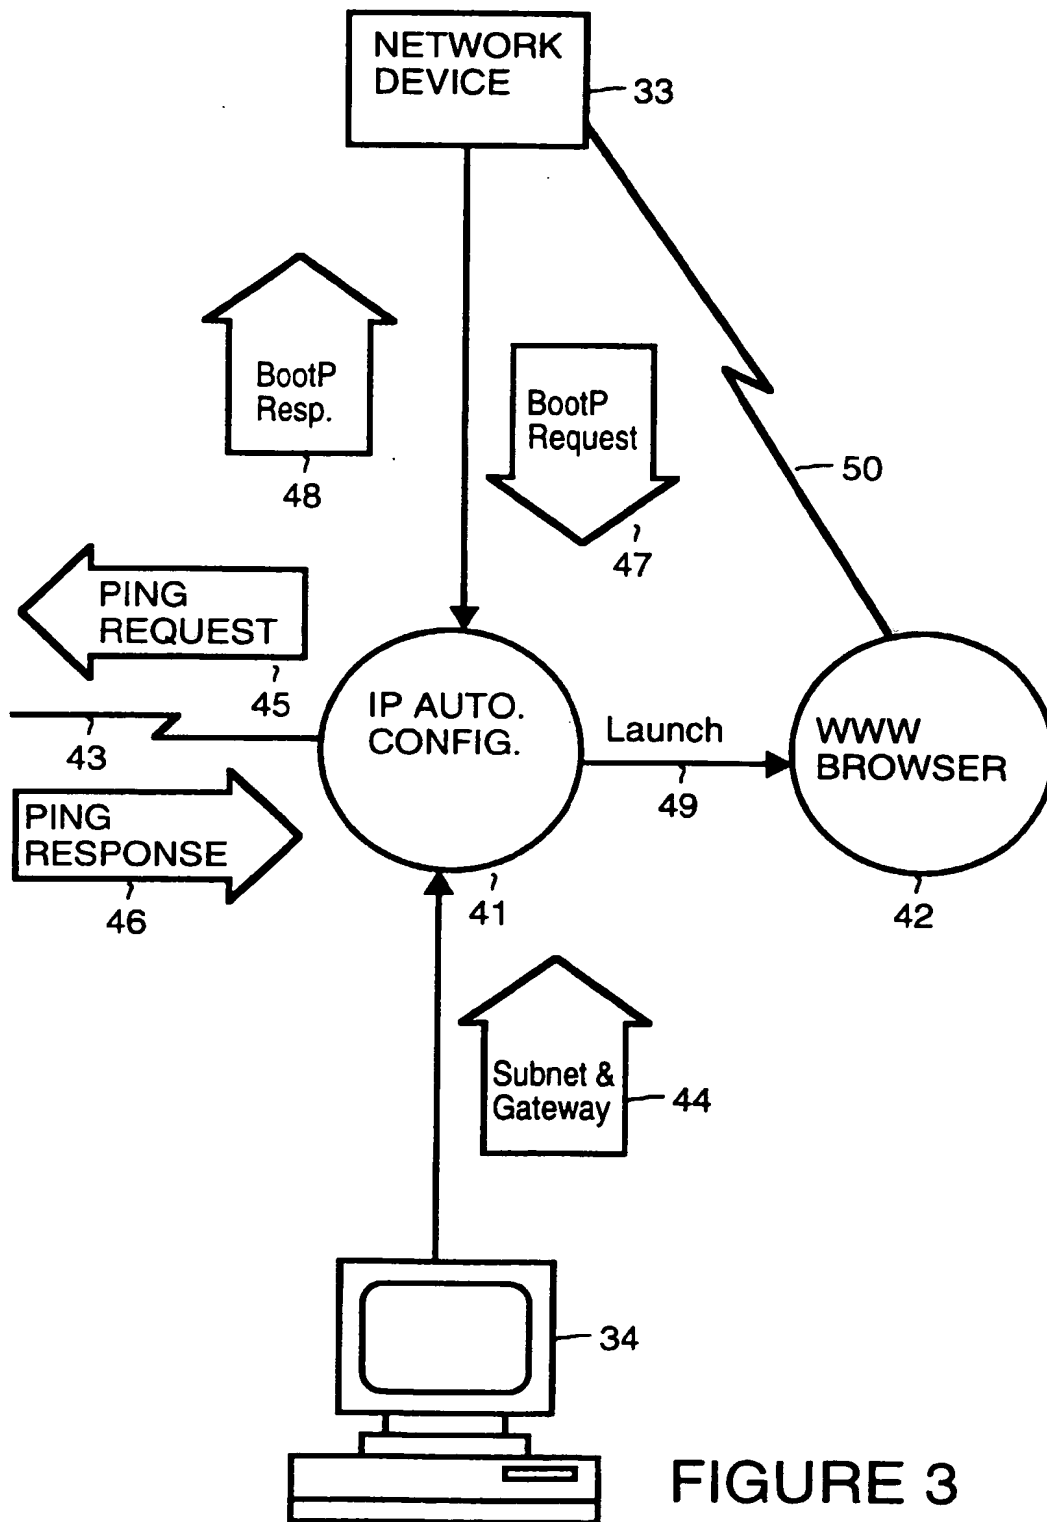 NETWORK
DEVICE
33
BootP
Resp.
48
BootP
Request
47
50
PING
REQUEST
45
43
IP AUTO.
CONFIG.
41
Launch
49
WWW
BROWSER
42
PING
RESPONSE
46
Subnet &
Gateway
44
34
FIGURE 3